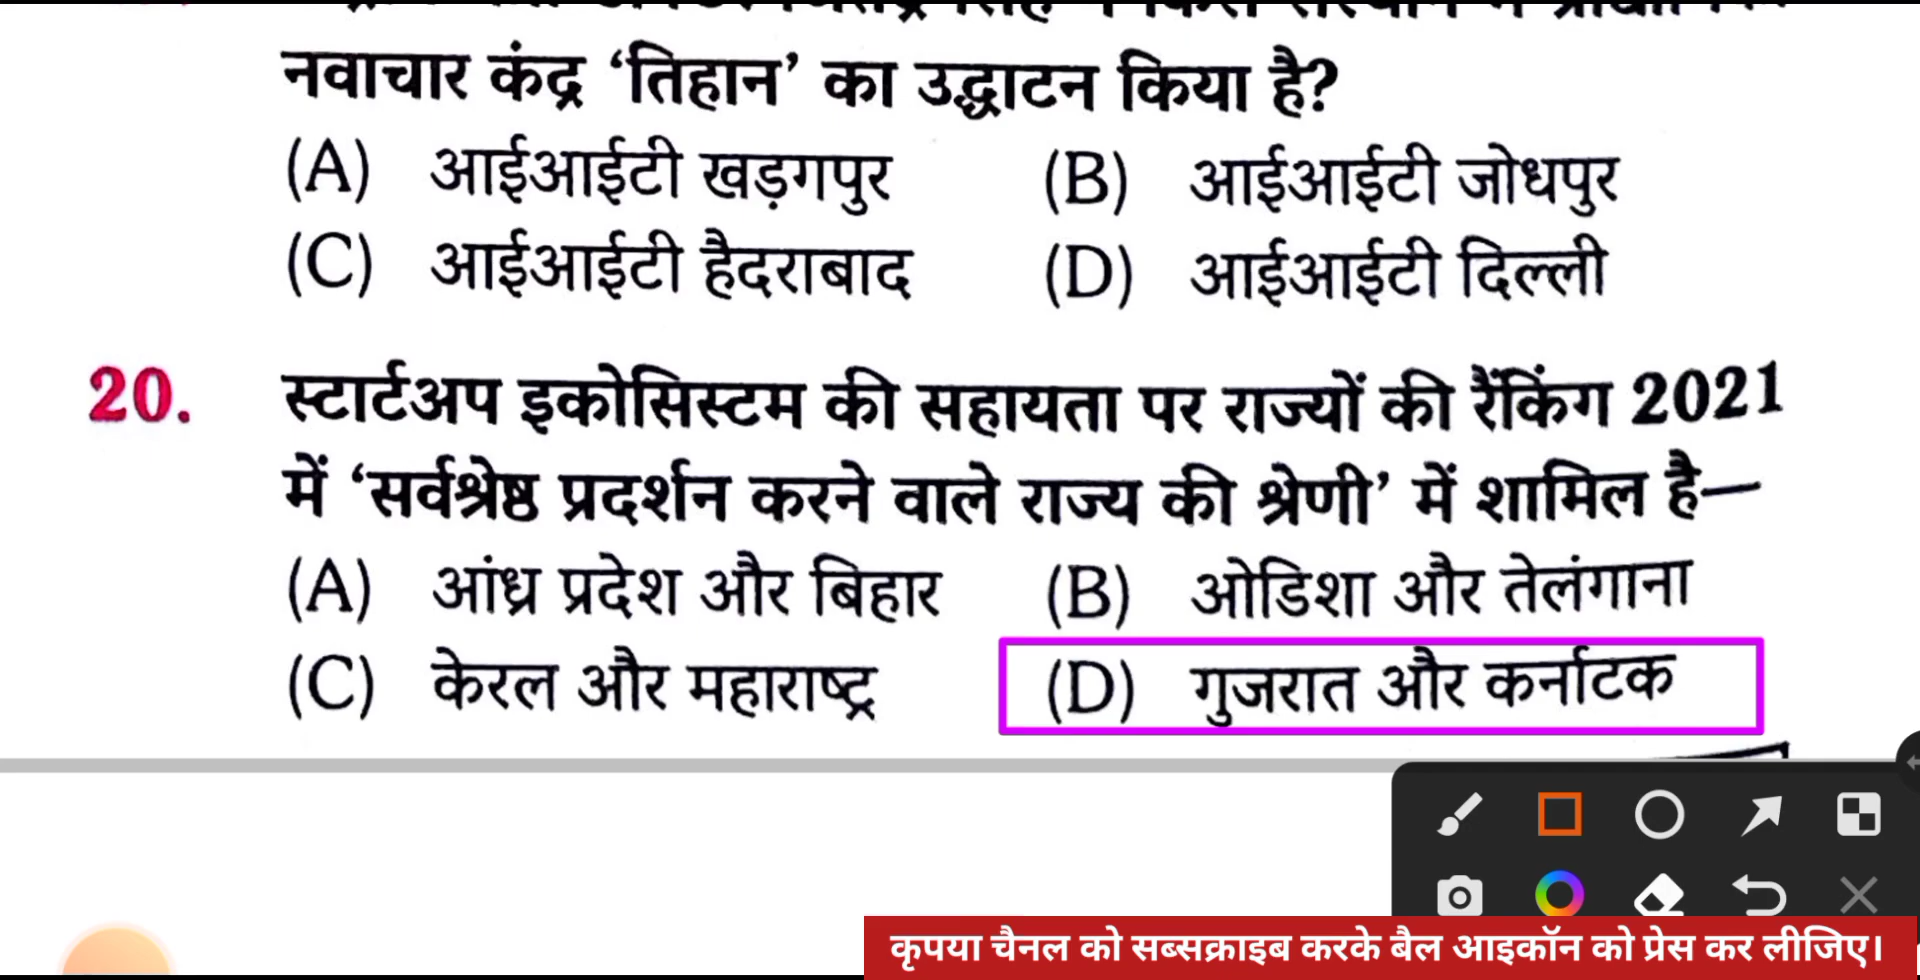 नवाचार केंद्र ‘तिहान’ का उद्घाटन किया है?
(A) आईआईटी खड़गपुर (B) आईआईटी जोधपुर
(C) आईआईटी हैदराबाद (D) आईआईटी दिल्ली
20. स्टार्टअप इकोसिस्टम की सहायता पर राज्यों की रैंकिंग 2021
में ‘सर्वश्रेष्ठ प्रदर्शन करने वाले राज्य की श्रेणी’ में शामिल है—
(A) आंध्र प्रदेश और बिहार (B) ओडिशा और तेलंगाना
(C) केरल और महाराष्ट्र (D) गुजरात और कर्नाटक
कृपया चैनल को सब्सक्राइब करके बैल आइकॉन को प्रेस कर लीजिए।